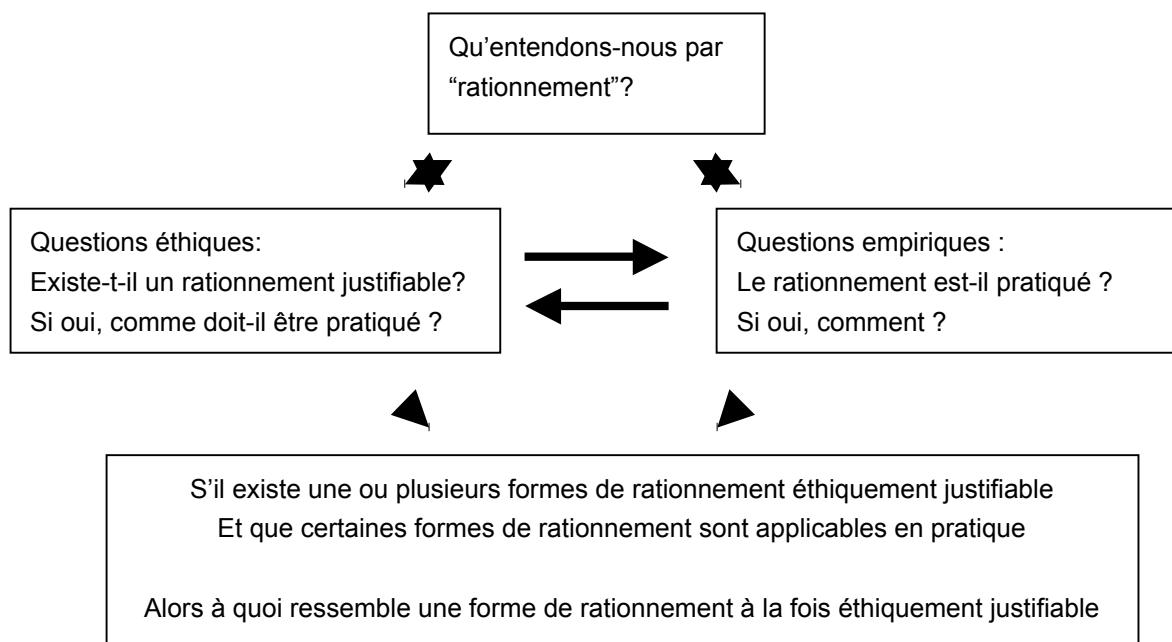 Qu’entendons-nous par
“rationnement”?
Questions éthiques:
Existe-t-il un rationnement justifiable?
Si oui, comme doit-il être pratiqué ?
Questions empiriques :
Le rationnement est-il pratiqué ?
Si oui, comment ?
S’il existe une ou plusieurs formes de rationnement éthiquement justifiable
Et que certaines formes de rationnement sont applicables en pratique
Alors à quoi ressemble une forme de rationnement à la fois éthiquement justifiable